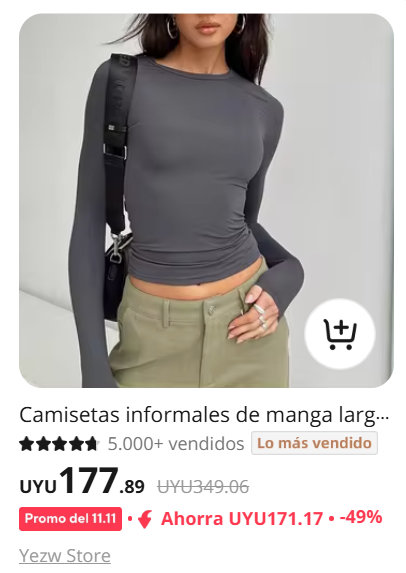 Camisetas informales de manga larg...
5.000+ vendidos Lo más vendido
UYU177.89 UYU349.06
Promo del 11.11 • Ahorra UYU171.17 • -49%
Yezw Store